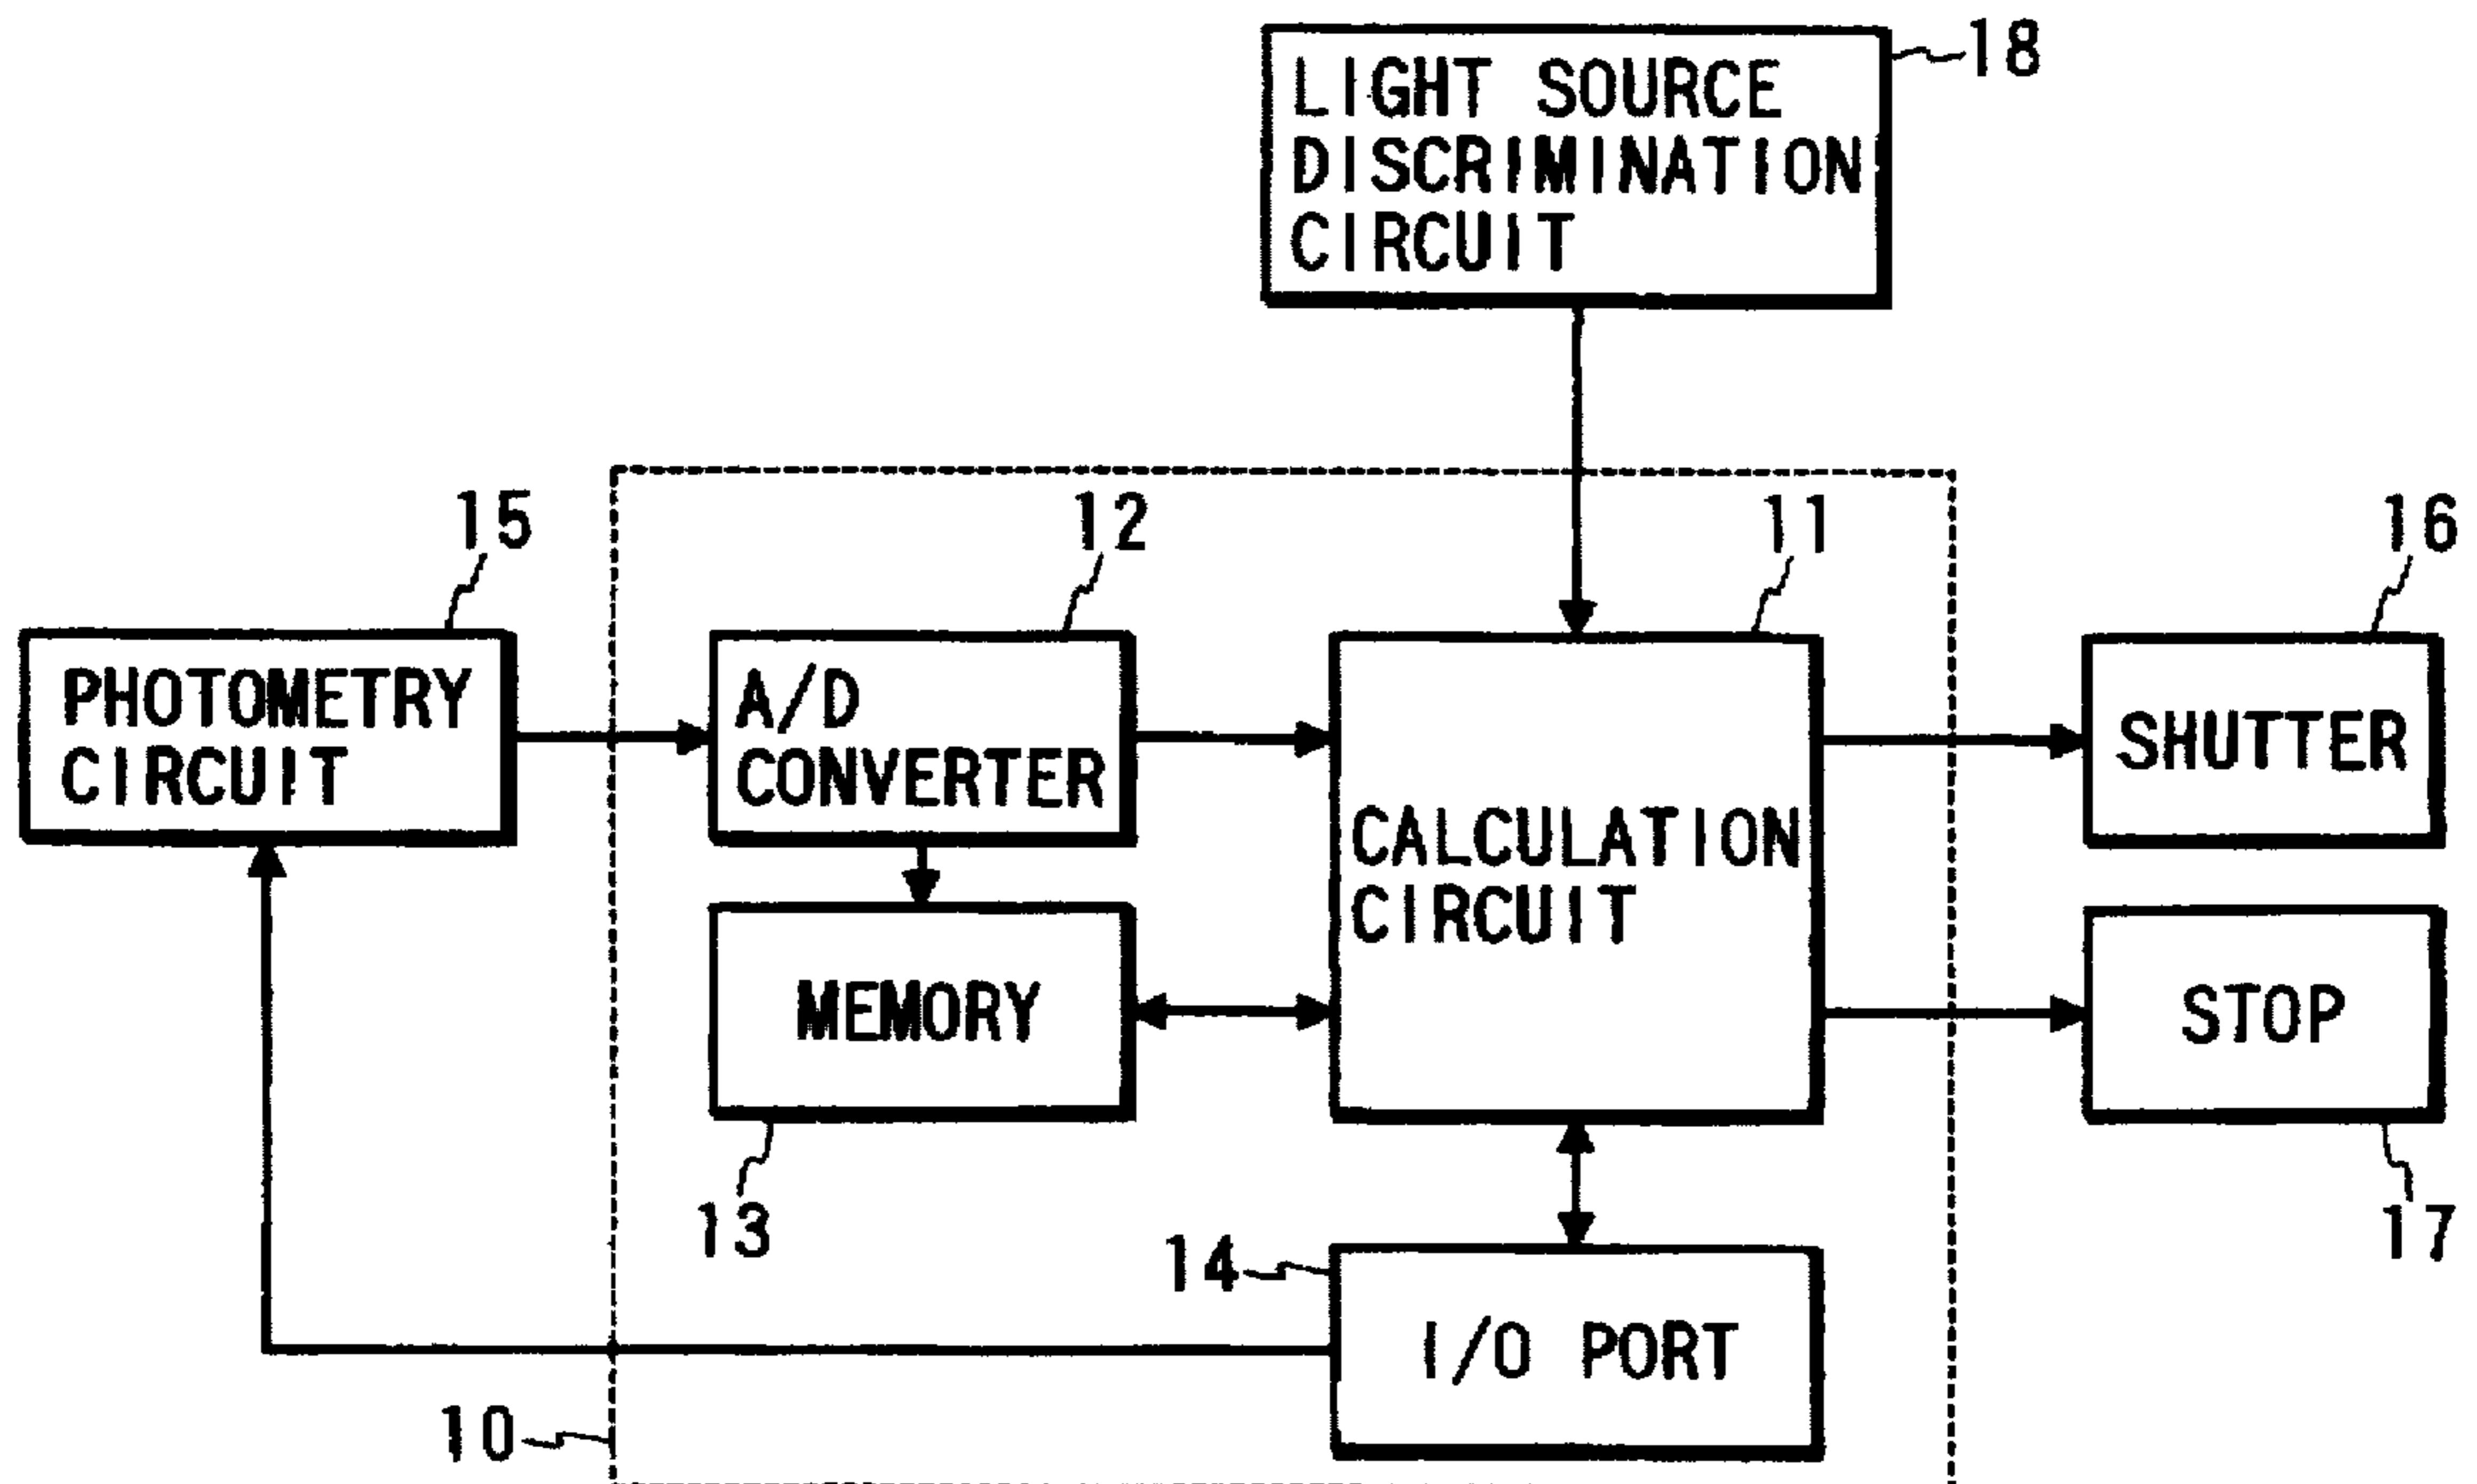 18
LIGHT SOURCE
DISCRIMINATION
CIRCUIT
15
12
11
16
PHOTOMETRY
CIRCUIT
A/D
CONVERTER
CALCULATION
CIRCUIT
SHUTTER
MEMORY
STOP
13
14
17
I/O PORT
10